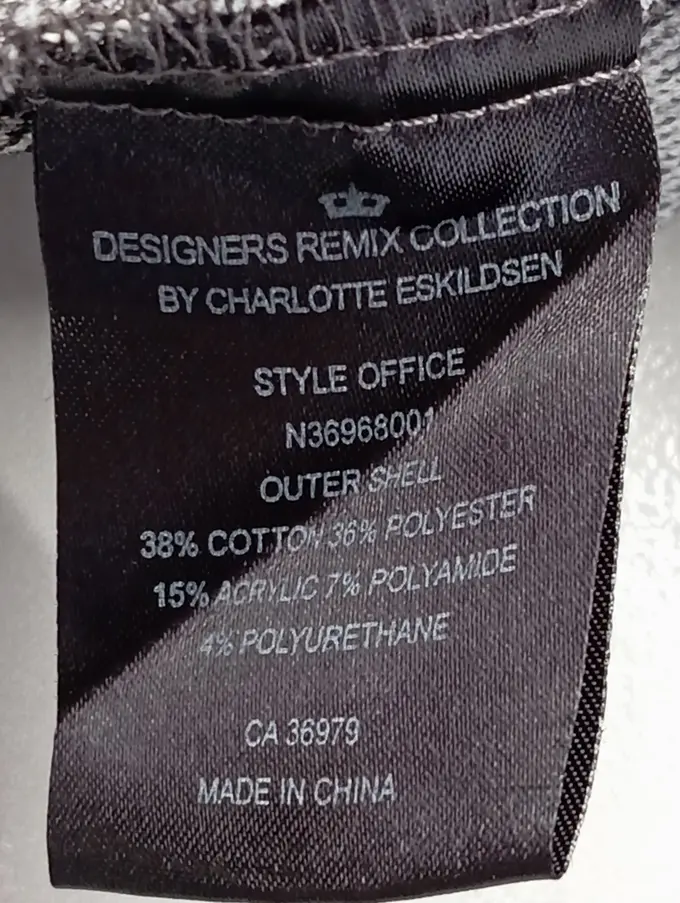 DESIGNERS REMIX COLLECTION
BY CHARLOTTE ESKILDSEN
STYLE OFFICE
N36968001
OUTER SHELL
38% COTTON 36% POLYESTER
15% ACRYLIC 7% POLYAMIDE
4% POLYURETHANE
CA 36979
MADE IN CHINA